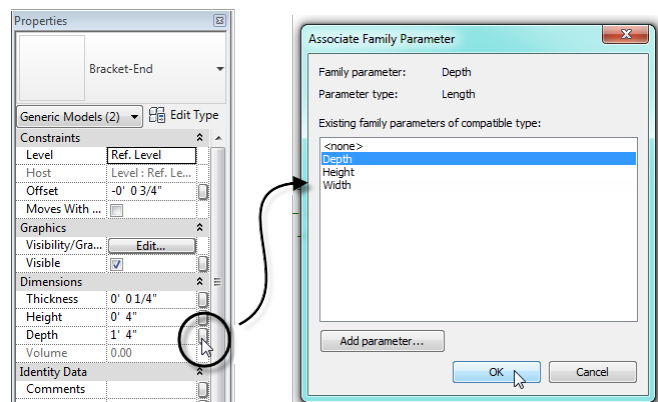 Properties
Bracket-End
Generic Models (2) Edit Type
Constraints
Level Ref. Level
Host Level : Ref. Le...
Offset -0' 0 3/4"
Moves With ...
Graphics
Visibility/Gra... Edit...
Visible
Dimensions
Thickness 0' 0 1/4"
Height 0' 4"
Depth 1' 4"
Volume 0.00
Identity Data
Comments
Associate Family Parameter
Family parameter: Depth
Parameter type: Length
Existing family parameters of compatible type:
<none>
Depth
Height
Width
Add parameter...
OK Cancel